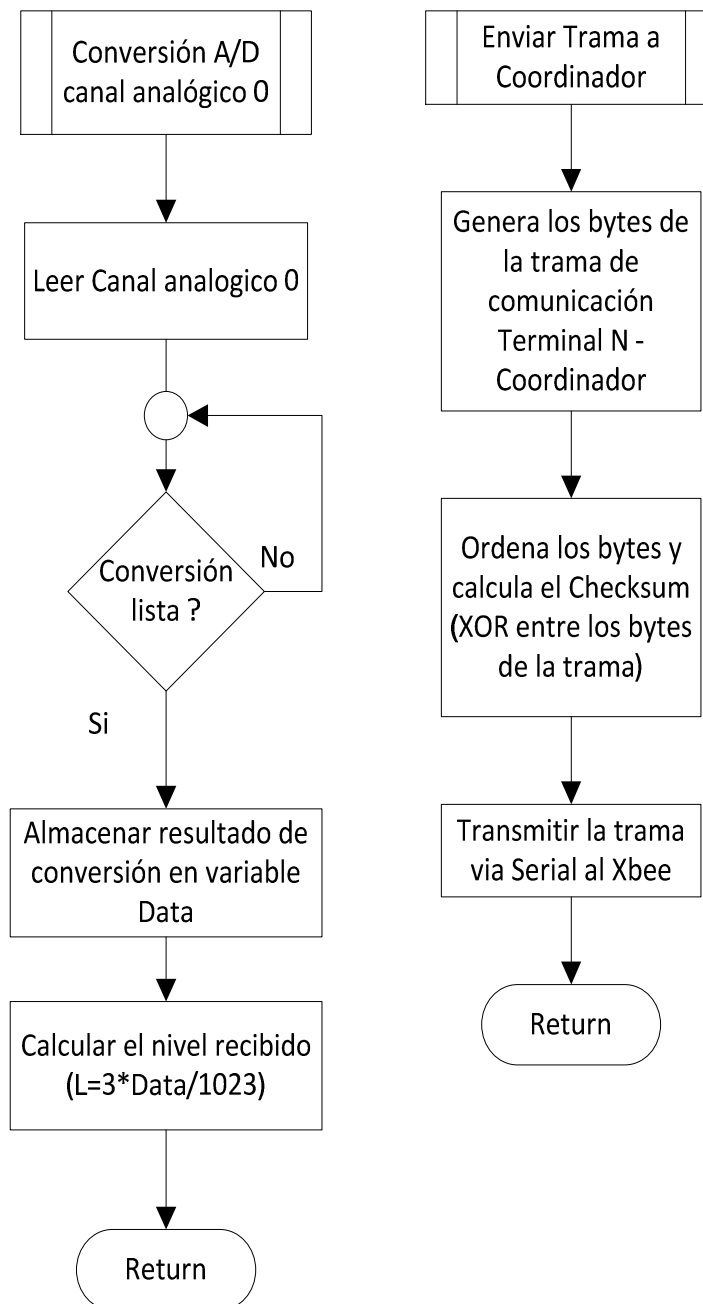 Conversión A/D
canal analógico 0
Leer Canal analogico 0
Conversión
lista ?
No
Si
Almacenar resultado de
conversión en variable
Data
Calcular el nivel recibido
(L=3*Data/1023)
Return
Enviar Trama a
Coordinador
Genera los bytes de
la trama de
comunicación
Terminal N -
Coordinador
Ordena los bytes y
calcula el Checksum
(XOR entre los bytes
de la trama)
Transmitir la trama
via Serial al Xbee
Return